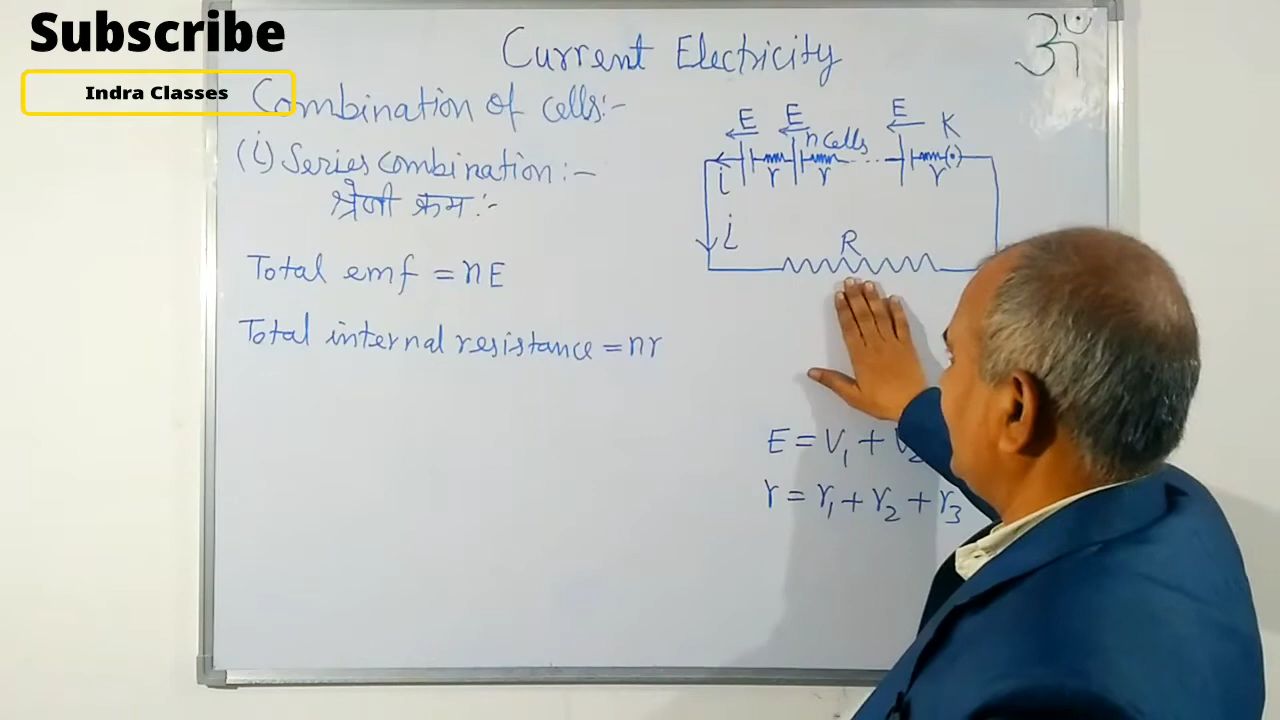 Subscribe
Indra Classes
ॐ
Current Electricity
Combination of cells:-
(i) Series combination:-
श्रेणी क्रम:-
Total emf = nE
Total internal resistance = nr
E E E K
n cells
r r r
i
i
R
E = V₁ + V₂
r = r₁ + r₂ + r₃